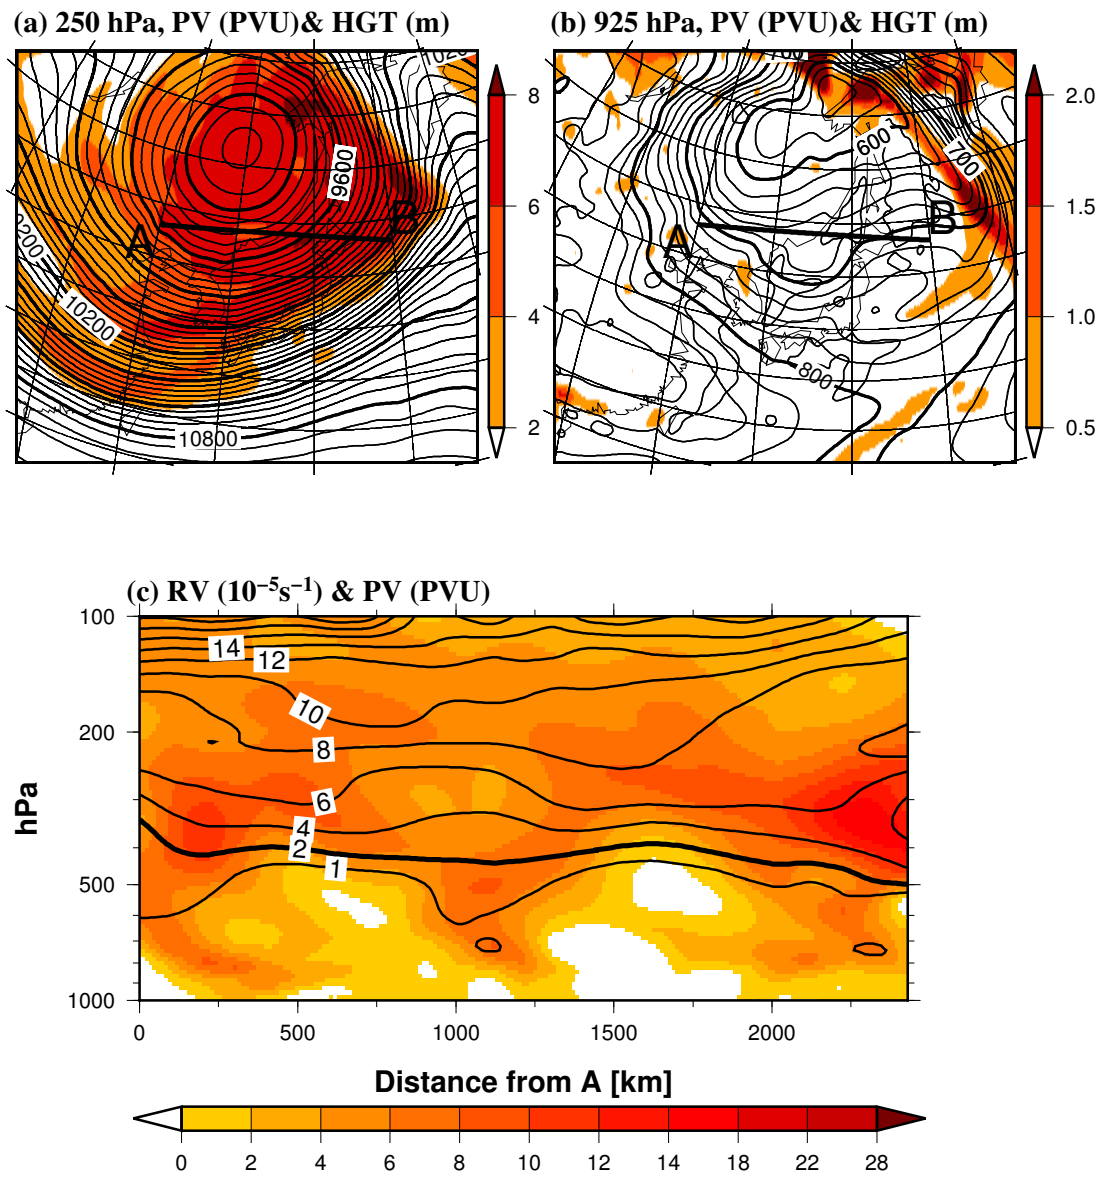 (a) 250 hPa, PV (PVU)& HGT (m)
(b) 925 hPa, PV (PVU)& HGT (m)
9600
A
B
10200
10800
8
6
4
2
600
700
A
B
800
2.0
1.5
1.0
0.5
(c) RV (10⁻⁵s⁻¹) & PV (PVU)
100
200
500
1000
hPa
14
12
10
8
6
4
2
1
0 500 1000 1500 2000
Distance from A [km]
0 2 4 6 8 10 12 14 18 22 28